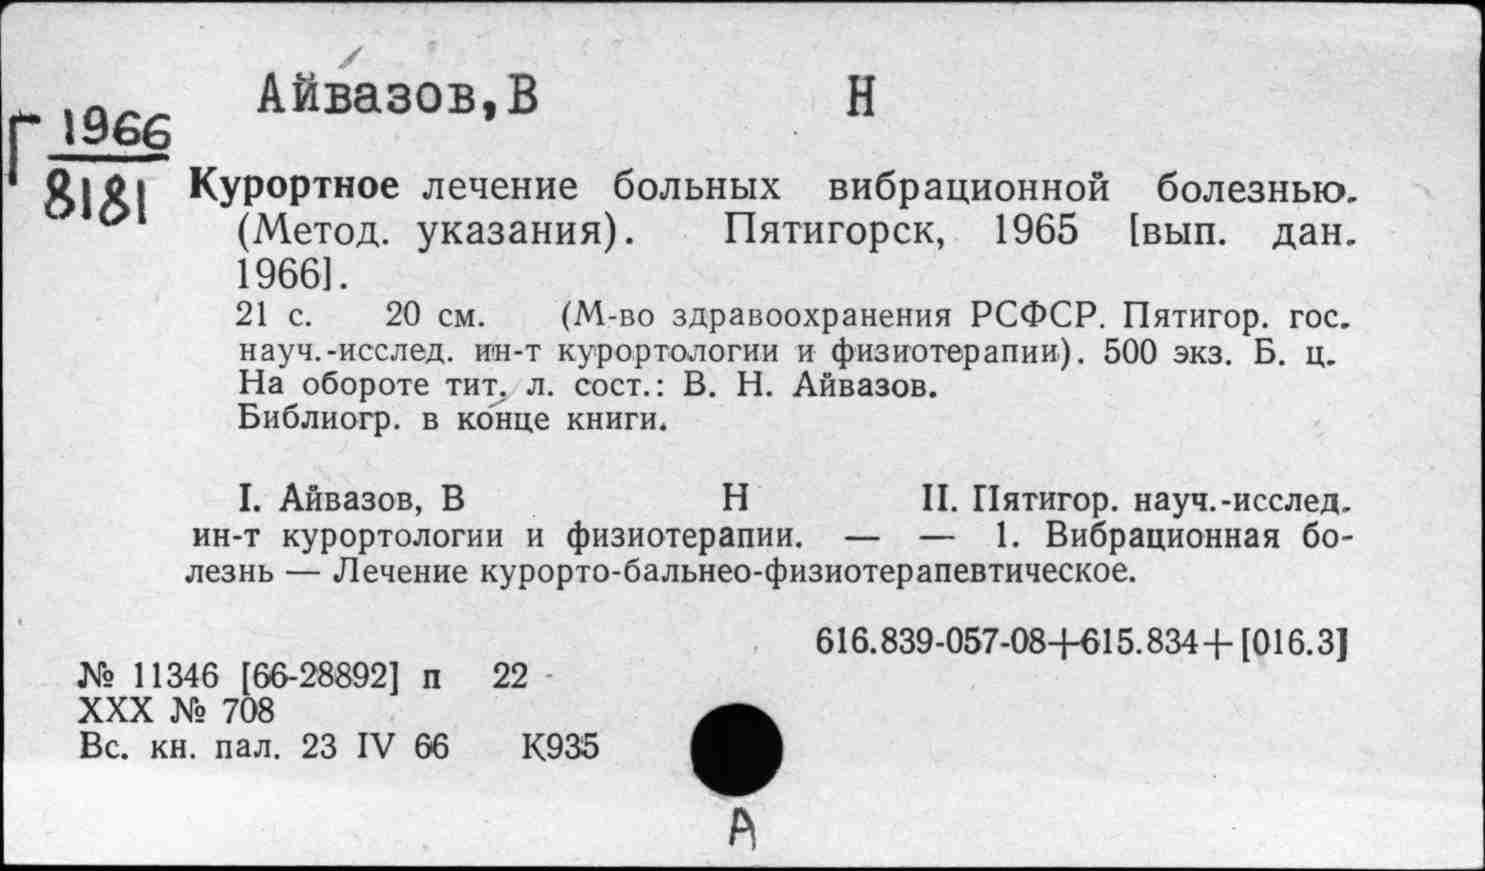 Айвазов,В Н
Г 1966
8181
Курортное лечение больных вибрационной болезнью.
(Метод. указания). Пятигорск, 1965 [вып. дан.
1966].
21 с. 20 см. (М-во здравоохранения РСФСР. Пятигор. гос.
науч.-исслед. ин-т курортологии и физиотерапии). 500 экз. Б. ц.
На обороте тит. л. сост.: В. Н. Айвазов.
Библиогр. в конце книги.
I. Айвазов, В Н II. Пятигор. науч.-исслед.
ин-т курортологии и физиотерапии. — — 1. Вибрационная бо-
лезнь — Лечение курорто-бальнео-физиотерапевтическое.
616.839-057-08+615.834+[016.3]
№ 11346 [66-28892] п 22
XXX № 708
Вс. кн. пал. 23 IV 66 К935
А